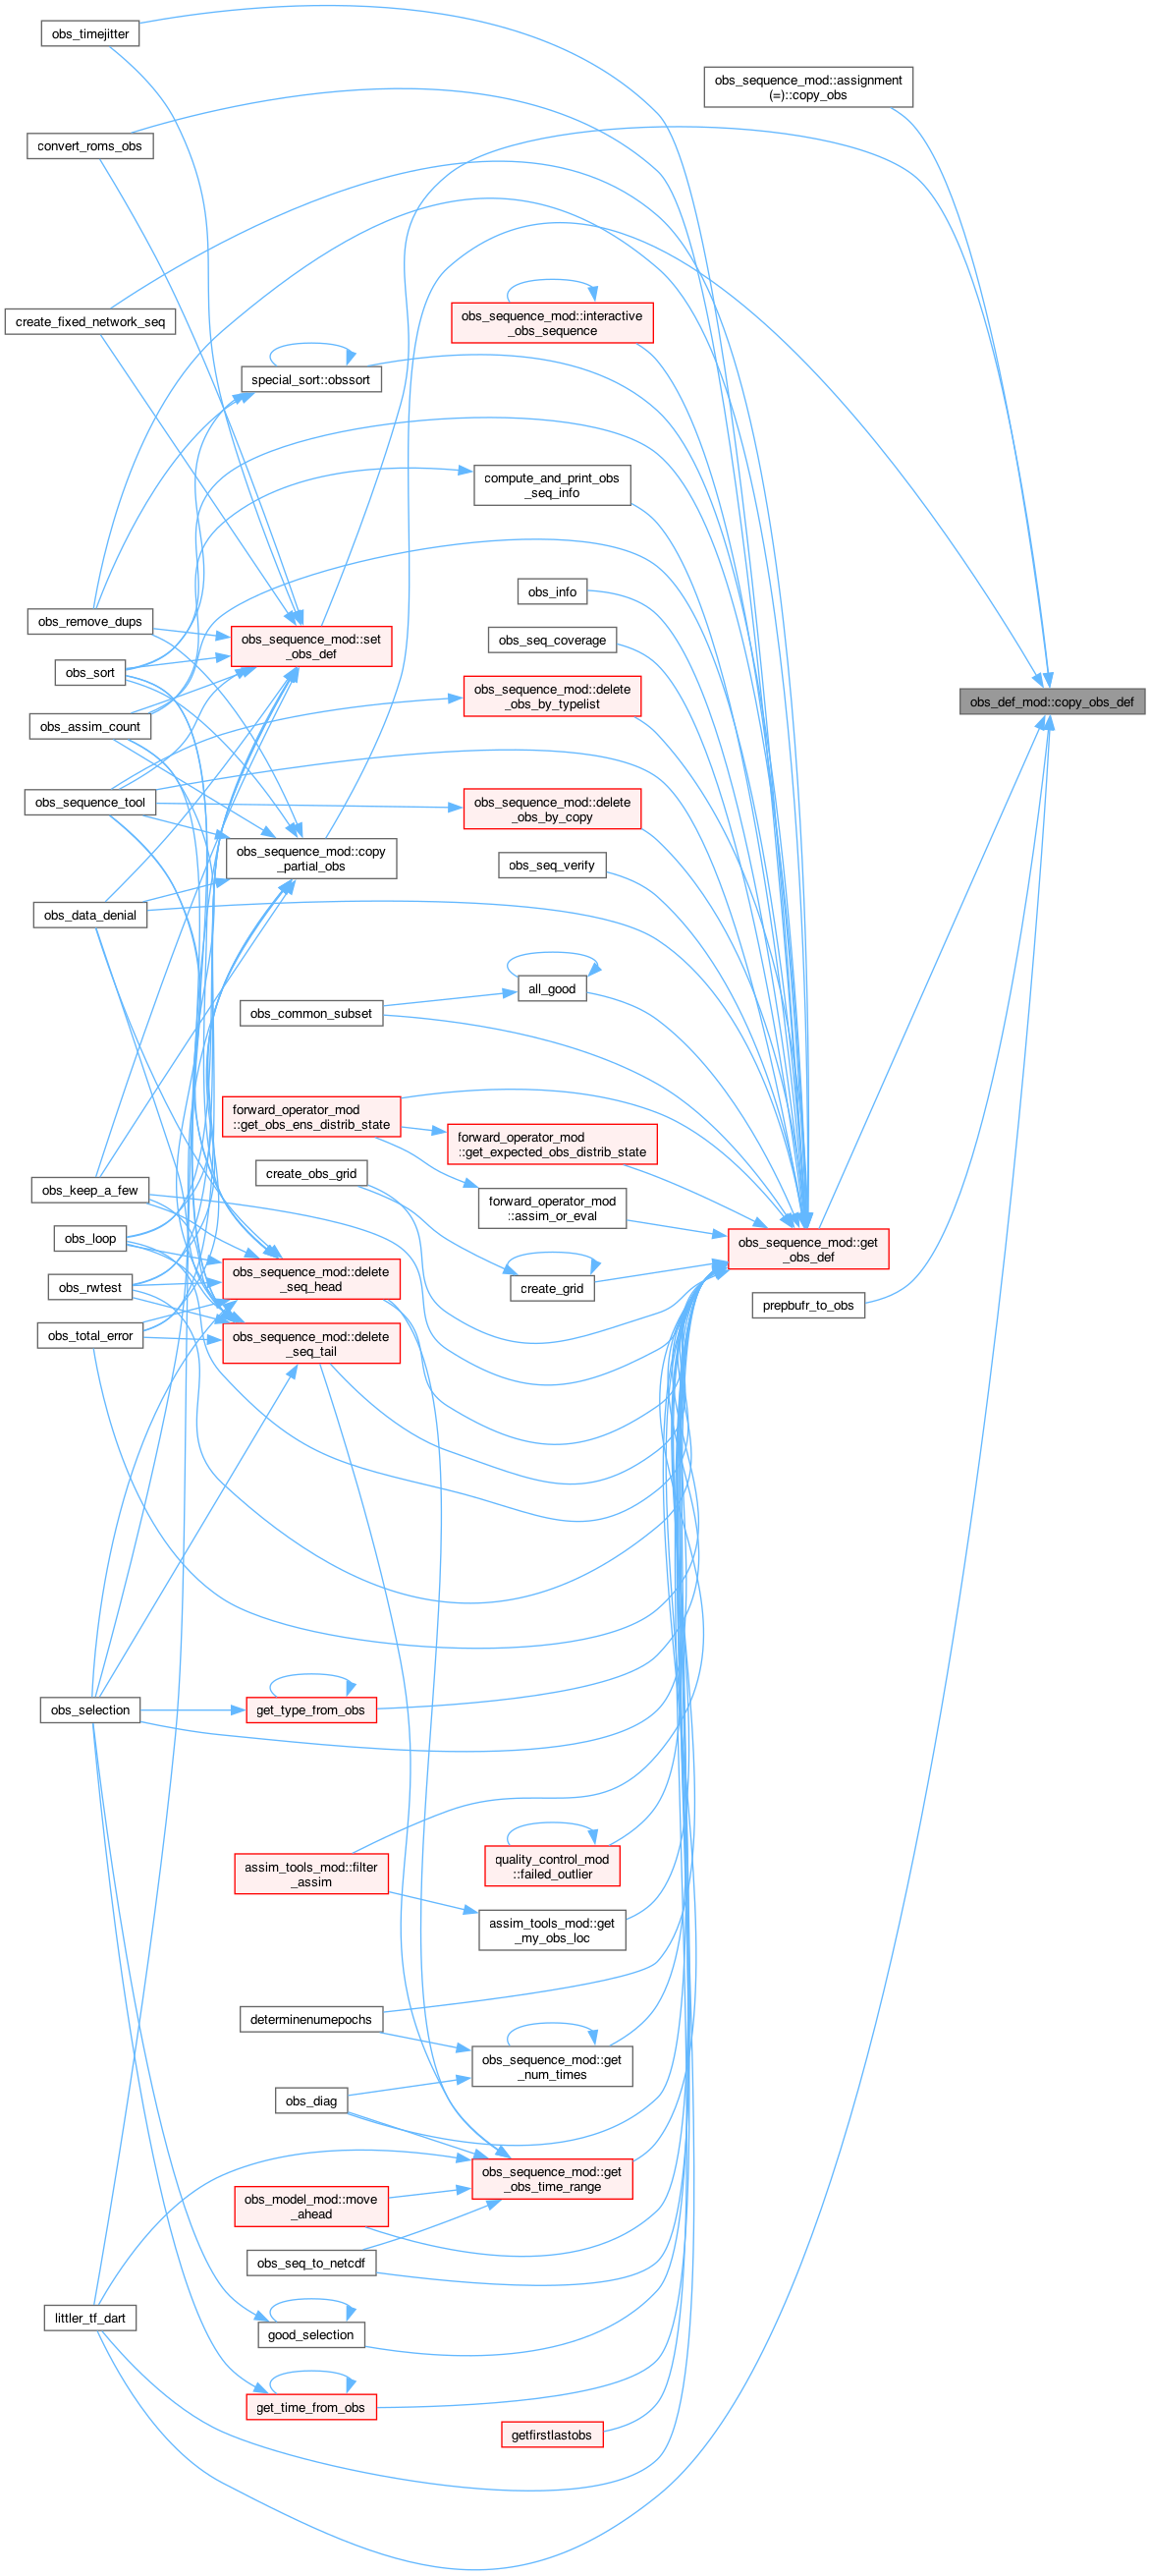 obs_timejitter
obs_sequence_mod::assignment
(=)::copy_obs
convert_roms_obs
create_fixed_network_seq
obs_sequence_mod::interactive
_obs_sequence
special_sort::obssort
compute_and_print_obs
_seq_info
obs_info
obs_remove_dups
obs_sequence_mod::set
_obs_def
obs_seq_coverage
obs_sort
obs_sequence_mod::delete
_obs_by_typelist
obs_def_mod::copy_obs_def
obs_assim_count
obs_sequence_tool
obs_sequence_mod::delete
_obs_by_copy
obs_sequence_mod::copy
_partial_obs
obs_seq_verify
obs_data_denial
all_good
obs_common_subset
forward_operator_mod
::get_obs_ens_distrib_state
forward_operator_mod
::get_expected_obs_distrib_state
create_obs_grid
obs_keep_a_few
forward_operator_mod
::assim_or_eval
obs_loop
obs_sequence_mod::get
_obs_def
obs_rwtest
obs_sequence_mod::delete
_seq_head
create_grid
prepbufr_to_obs
obs_total_error
obs_sequence_mod::delete
_seq_tail
obs_selection
get_type_from_obs
quality_control_mod
::failed_outlier
assim_tools_mod::filter
_assim
assim_tools_mod::get
_my_obs_loc
determinenumepochs
obs_sequence_mod::get
_num_times
obs_diag
obs_sequence_mod::get
_obs_time_range
obs_model_mod::move
_ahead
obs_seq_to_netcdf
littler_tf_dart
good_selection
get_time_from_obs
getfirstlastobs